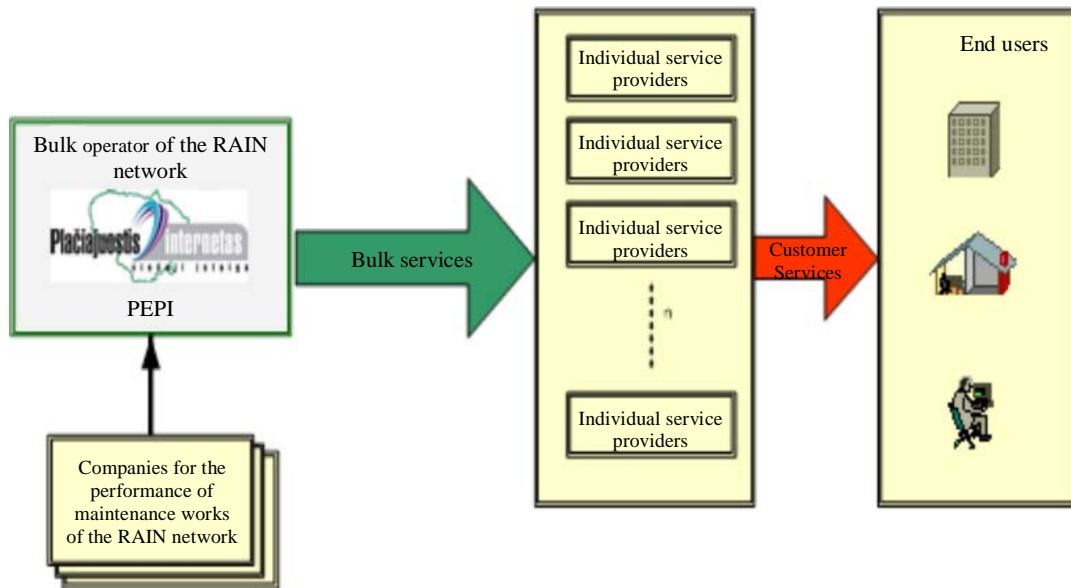 Bulk operator of the RAIN
network
Plačiajuostis internetas
PEPI
Companies for the
performance of
maintenance works
of the RAIN network
Bulk services
Individual service
providers
Individual service
providers
Individual service
providers
n
Individual service
providers
Customer
Services
End users